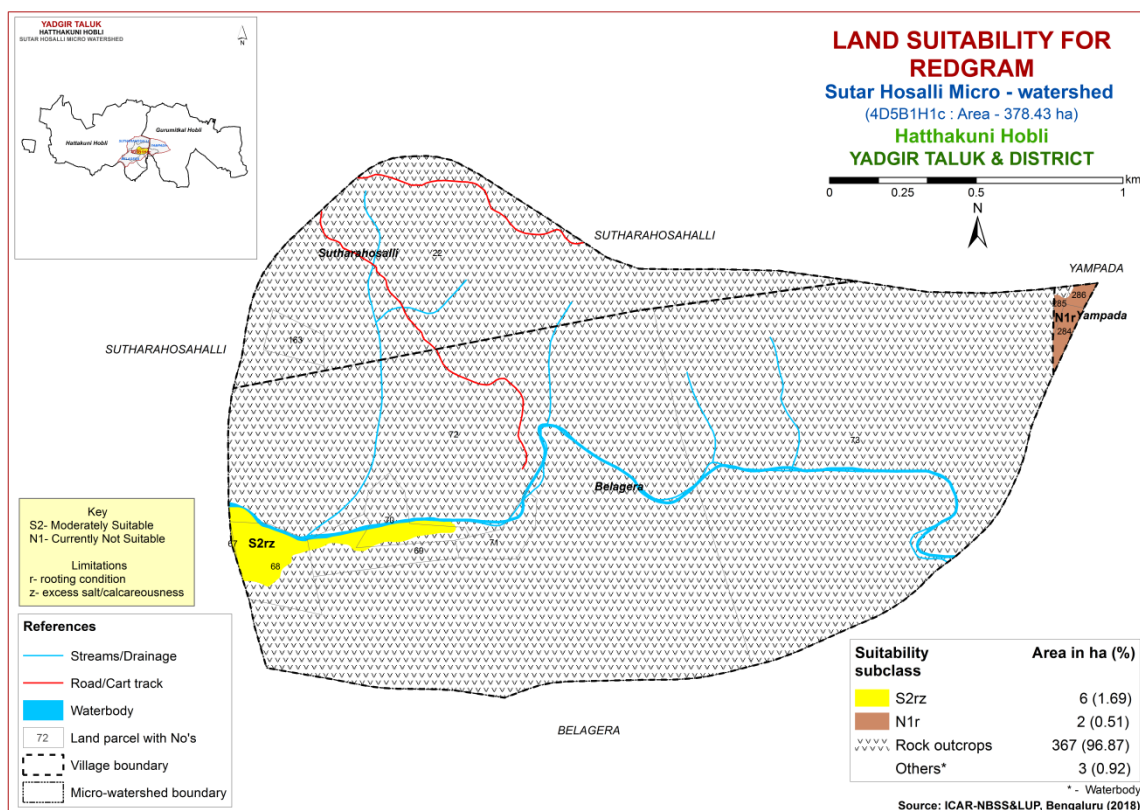 YADGIR TALUK
HATTHAKUNI HOBLI
SUTAR HOSALLI MICRO WATERSHED
N
Gurumitkal Hobli
Hattakuni Hobli
LAND SUITABILITY FOR
REDGRAM
Sutar Hosalli Micro - watershed
(4D5B1H1c : Area - 378.43 ha)
Hatthakuni Hobli
YADGIR TALUK & DISTRICT
km
0 0.25 0.5 1
N
SUTHARAHOSAHALLI
Sutharahosalli
22
YAMPADA
286
285
N1r
Yampada
284
163
SUTHARAHOSAHALLI
72
73
Belagera
70
71
67
S2rz
69
68
BELAGERA
Key
S2- Moderately Suitable
N1- Currently Not Suitable
Limitations
r- rooting condition
z- excess salt/calcareousness
References
Streams/Drainage
Road/Cart track
Waterbody
72 Land parcel with No's
Village boundary
Micro-watershed boundary
Suitability subclass Area in ha (%)
S2rz 6 (1.69)
N1r 2 (0.51)
Rock outcrops 367 (96.87)
Others* 3 (0.92)
* - Waterbody
Source: ICAR-NBSS&LUP, Bengaluru (2018)